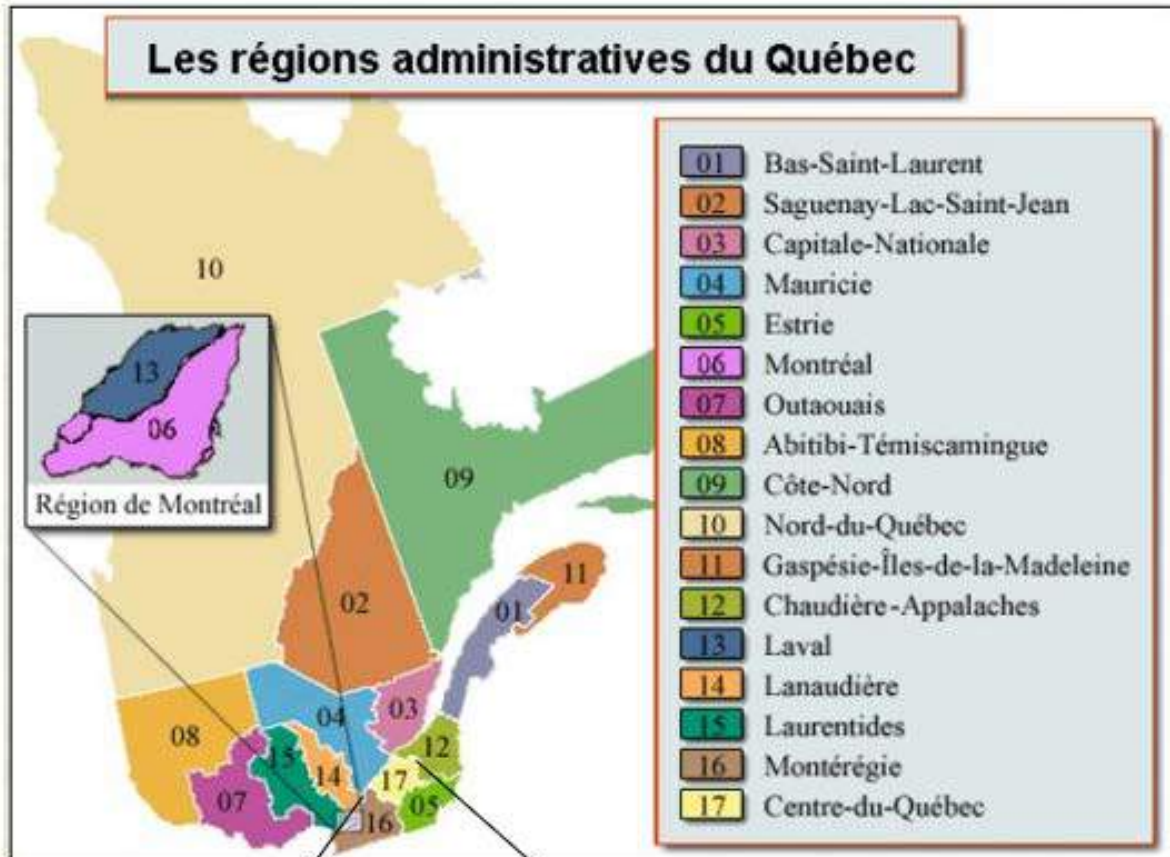 Les régions administratives du Québec
01 Bas-Saint-Laurent
02 Saguenay-Lac-Saint-Jean
03 Capitale-Nationale
04 Mauricie
05 Estrie
06 Montréal
07 Outaouais
08 Abitibi-Témiscamingue
09 Côte-Nord
10 Nord-du-Québec
11 Gaspésie-Îles-de-la-Madeleine
12 Chaudière-Appalaches
13 Laval
14 Lanaudière
15 Laurentides
16 Montérégie
17 Centre-du-Québec
10
13
06
Région de Montréal
09
11
01
02
03
04
12
08
15
14
17
07
05
16